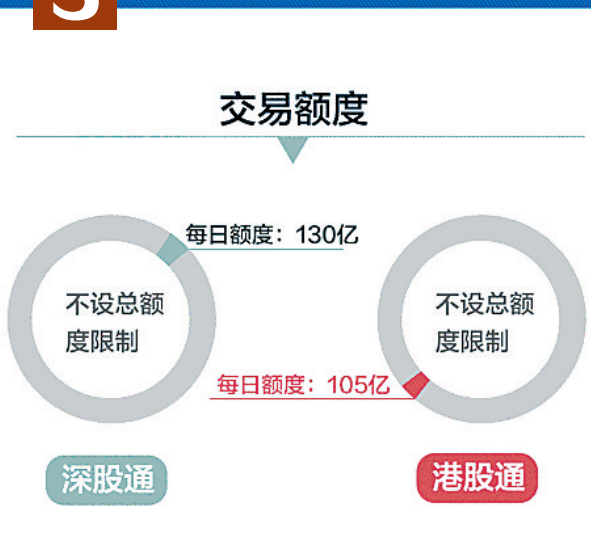 交易额度
每日额度：130亿
不设总额
度限制
不设总额
度限制
每日额度：105亿
深股通
港股通